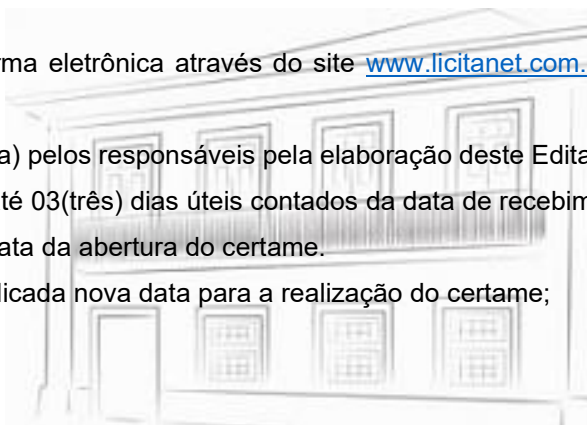 rma eletrônica através do site www.licitanet.com.
a) pelos responsáveis pela elaboração deste Edita
até 03(três) dias úteis contados da data de recebim
ata da abertura do certame.
licada nova data para a realização do certame;